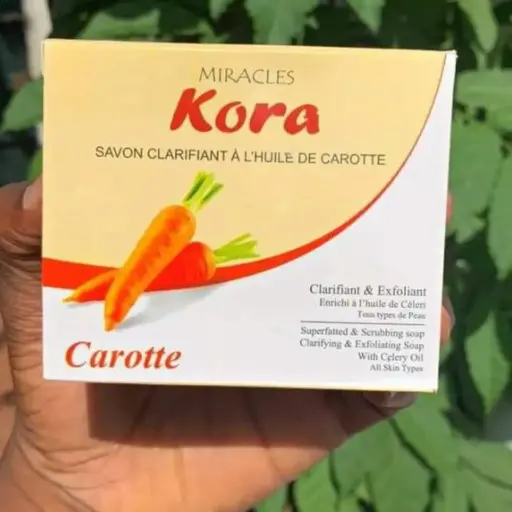 MIRACLES
Kora
SAVON CLARIFIANT À L'HUILE DE CAROTTE
Clarifiant & Exfoliant
Enrichi à l'huile de Céleri
Tous types de Peau
Superfatted & Scrubbing soap
Clarifying & Exfoliating Soap
With Celery Oil
All Skin Types
Carotte